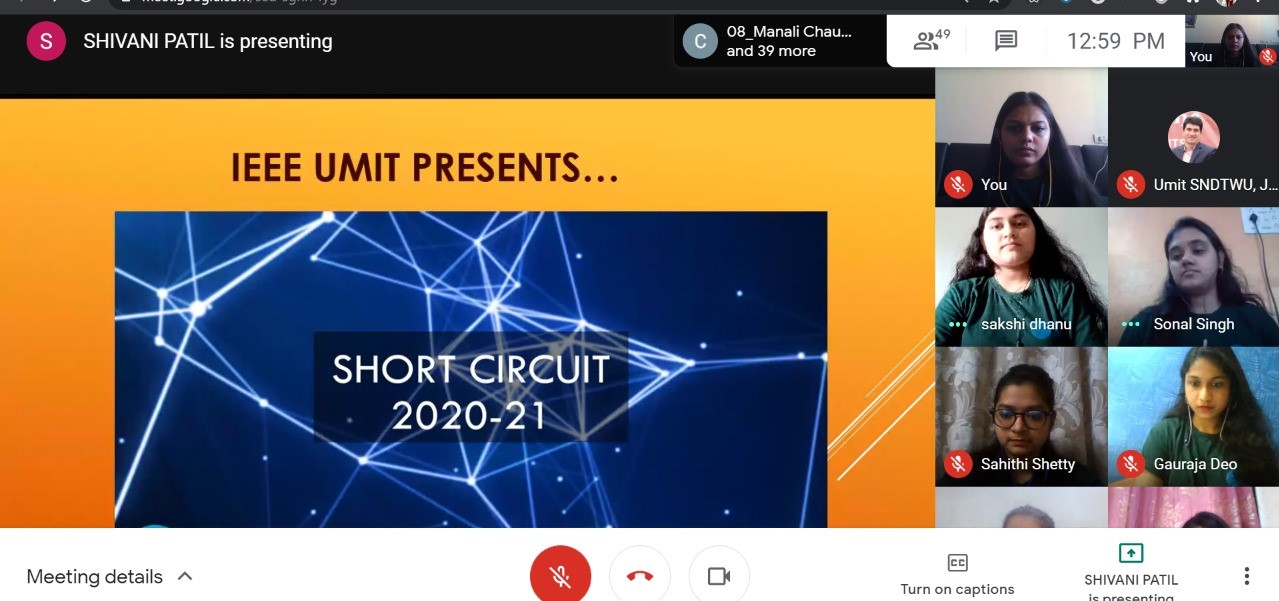 S
SHIVANI PATIL is presenting
C
08_Manali Chau...
and 39 more
49
12:59 PM
You
IEEE UMIT PRESENTS...
SHORT CIRCUIT
2020-21
You
Umit SNDTWU, J...
sakshi dhanu
Sonal Singh
Sahithi Shetty
Gauraja Deo
Meeting details
CC
Turn on captions
SHIVANI PATIL
is presenting